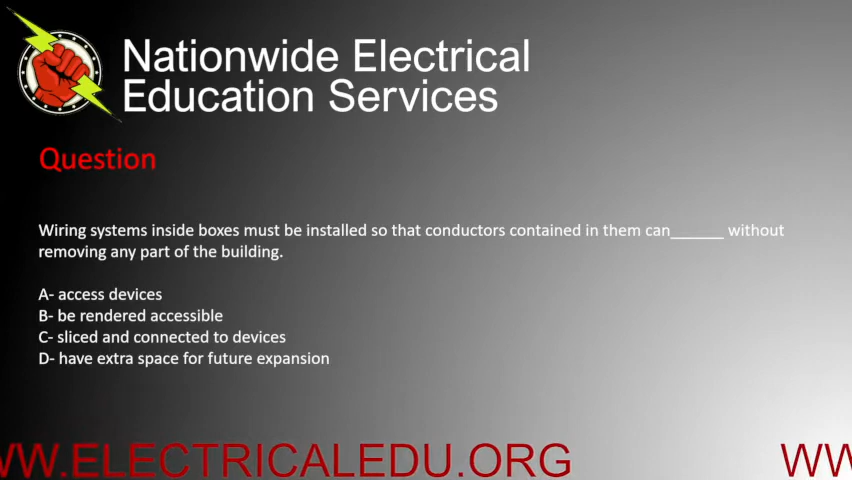 Nationwide Electrical
Education Services
Question
Wiring systems inside boxes must be installed so that conductors contained in them can______ without
removing any part of the building.
A- access devices
B- be rendered accessible
C- sliced and connected to devices
D- have extra space for future expansion
WW.ELECTRICALEDU.ORG WW